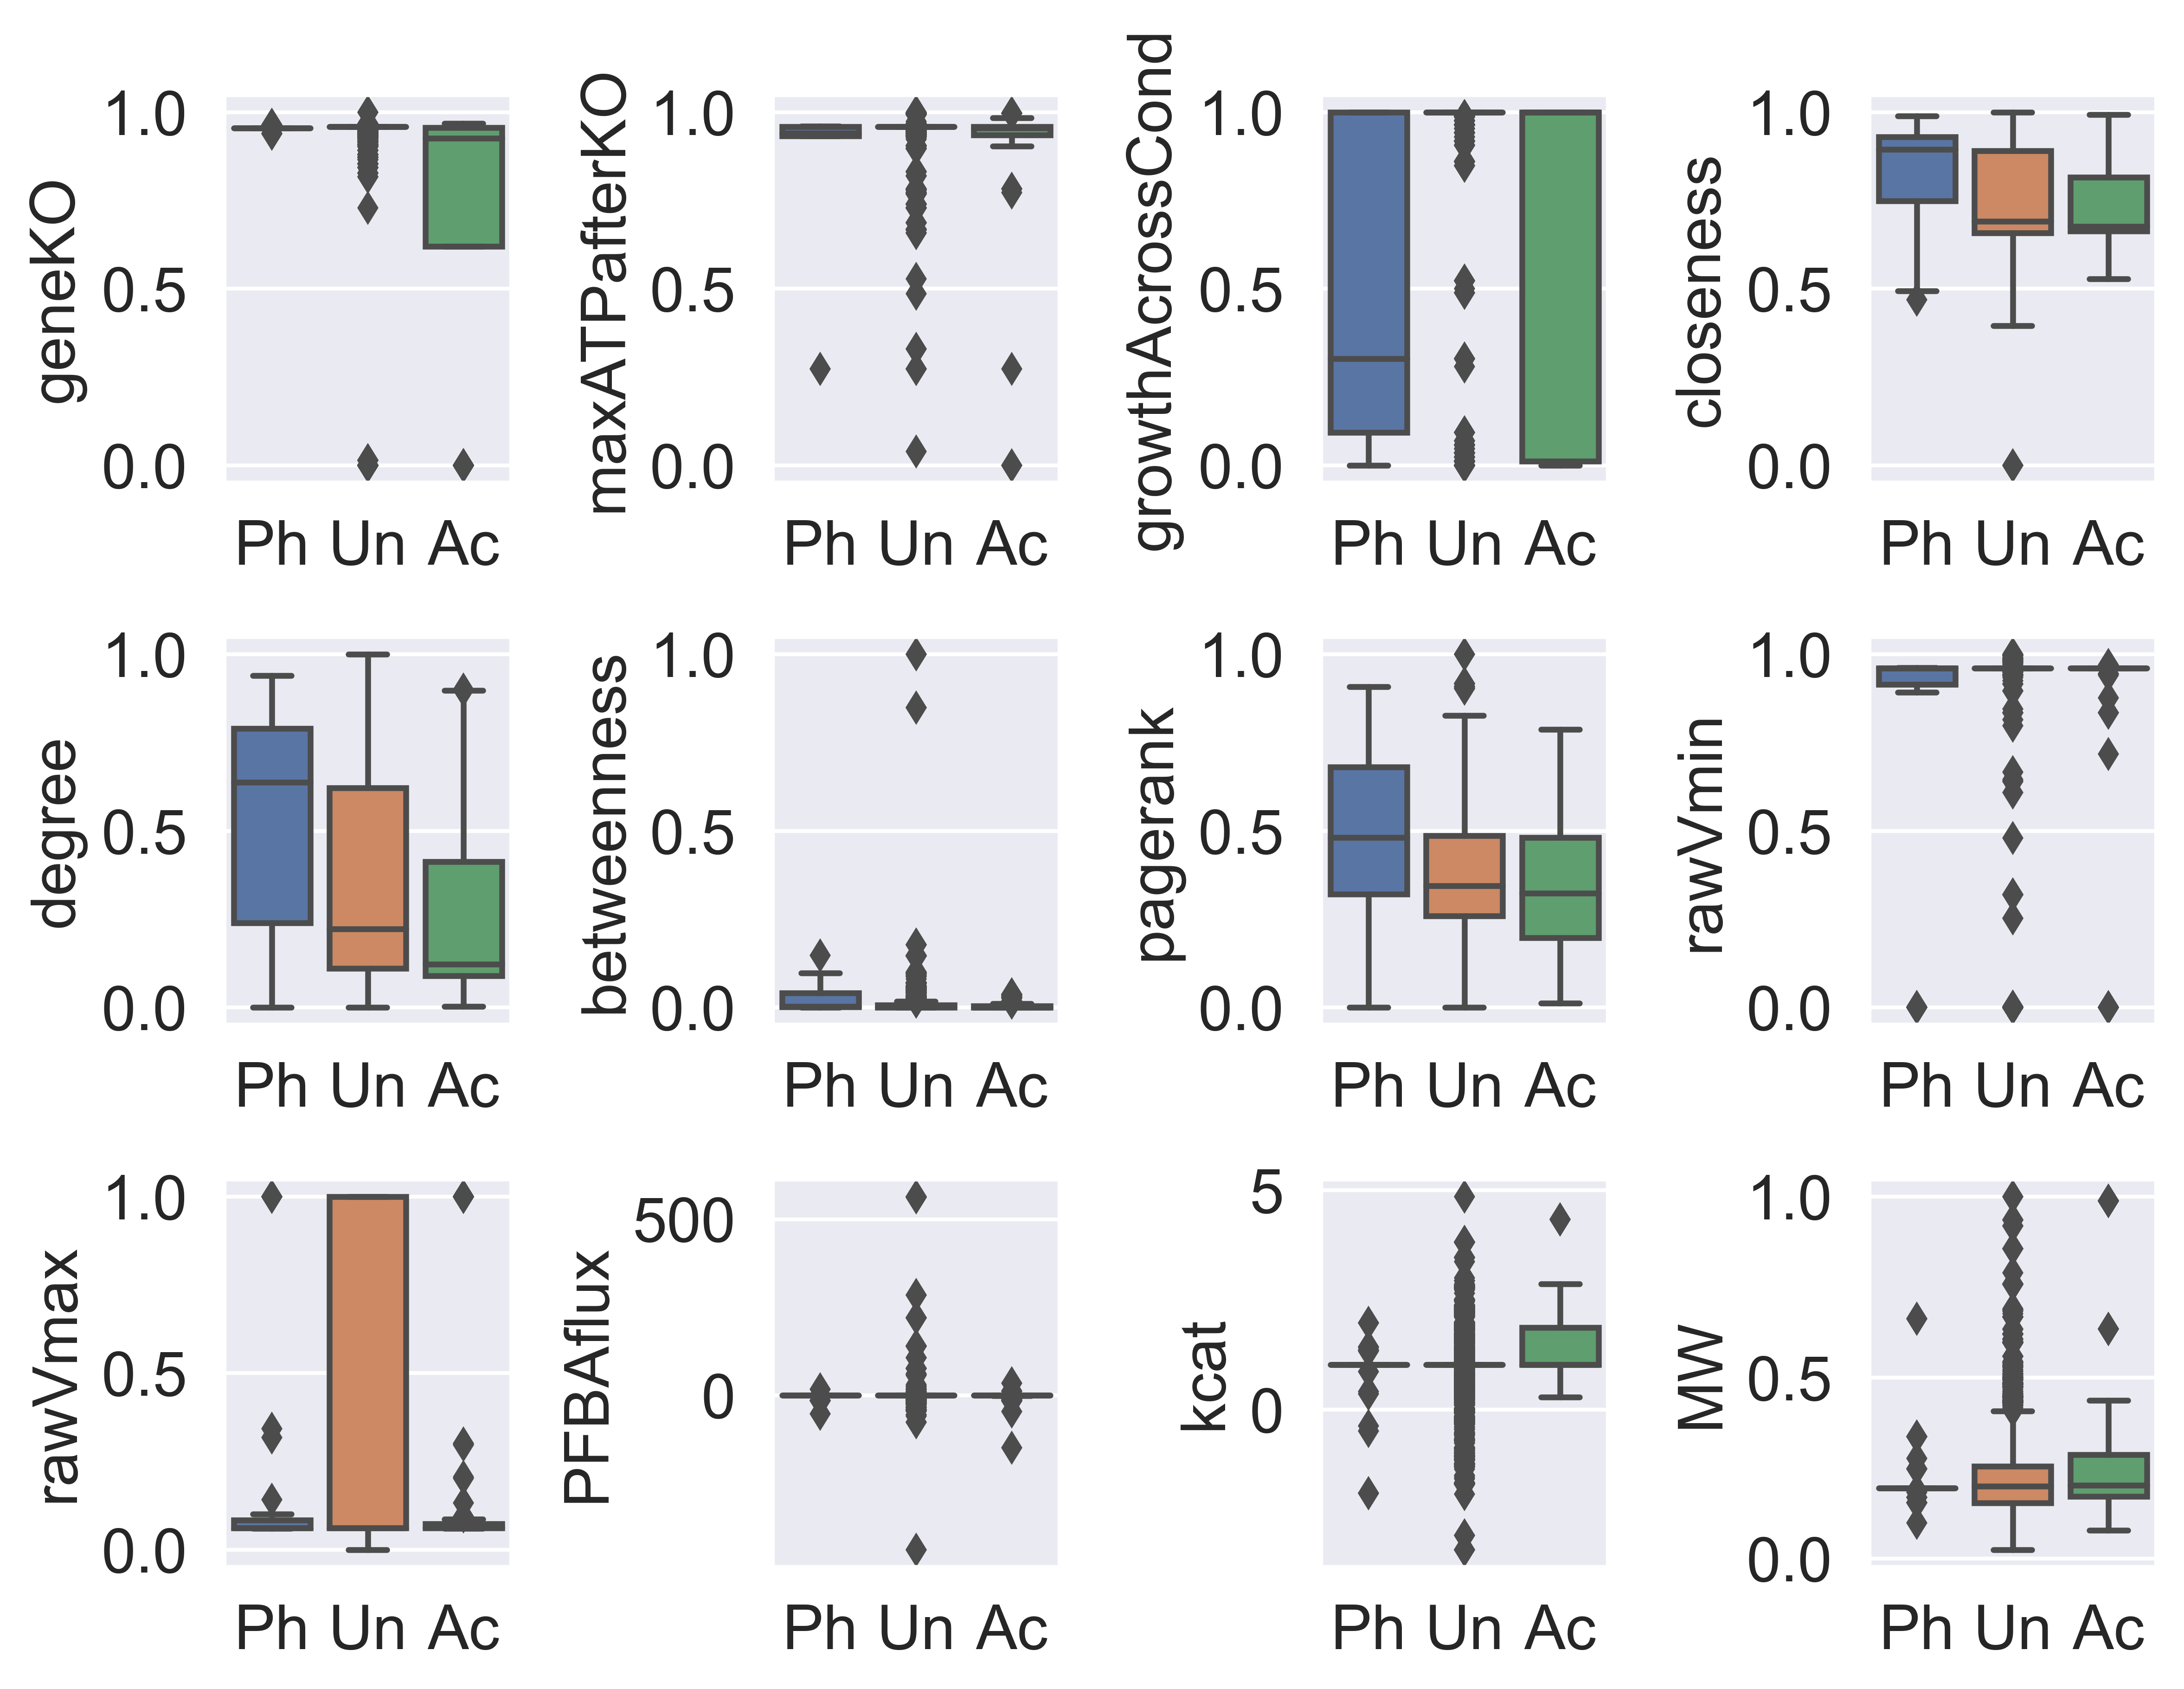 geneKO
1.0
0.5
0.0
Ph Un Ac
maxATPafterKO
1.0
0.5
0.0
Ph Un Ac
growthAcrossCond
1.0
0.5
0.0
Ph Un Ac
closeness
1.0
0.5
0.0
Ph Un Ac
degree
1.0
0.5
0.0
Ph Un Ac
betweenness
1.0
0.5
0.0
Ph Un Ac
pagerank
1.0
0.5
0.0
Ph Un Ac
rawVmin
1.0
0.5
0.0
Ph Un Ac
rawVmax
1.0
0.5
0.0
Ph Un Ac
PFBAflux
500
0
Ph Un Ac
kcat
5
0
Ph Un Ac
MW
1.0
0.5
0.0
Ph Un Ac